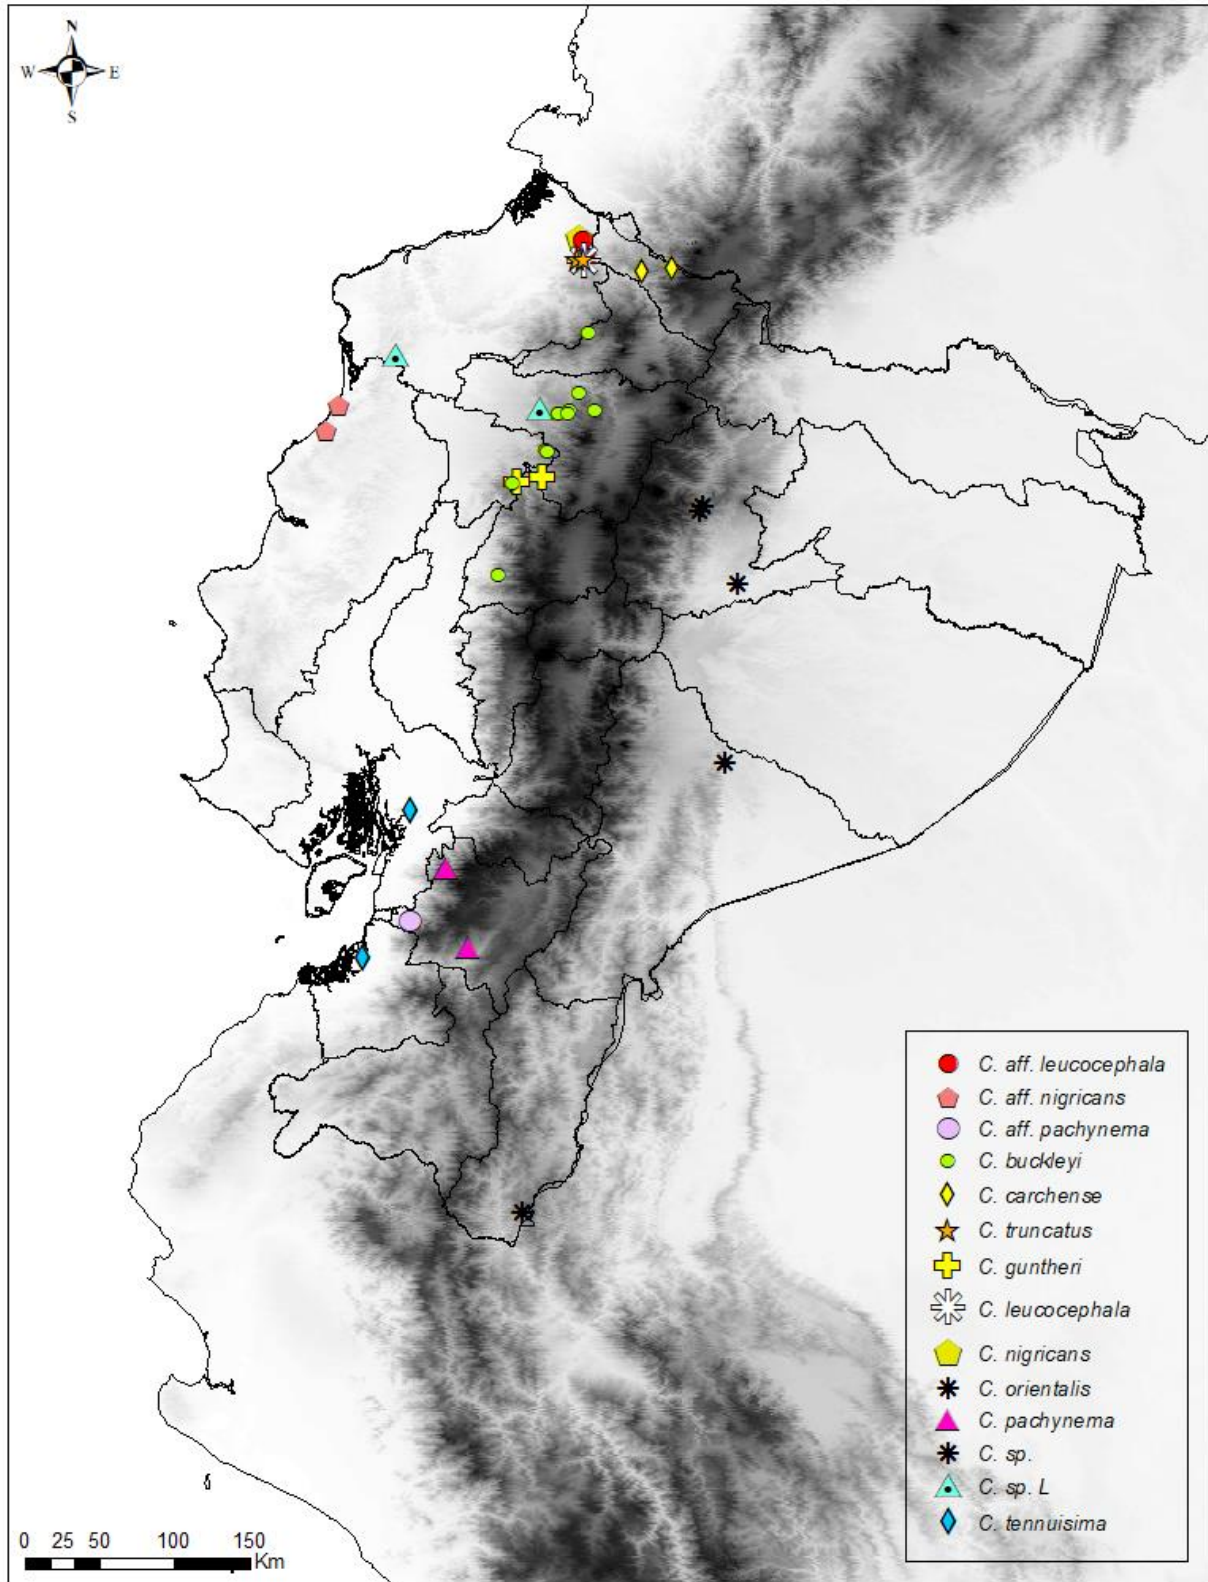 N
W E
S
C. aff. leucocephala
C. aff. nigricans
C. aff. pachynema
C. buckleyi
C. carchense
C. truncatus
C. guntheri
C. leucocephala
C. nigricans
C. orientalis
C. pachynema
C. sp.
C. sp. L
C. tennuisima
0 25 50 100 150
Km